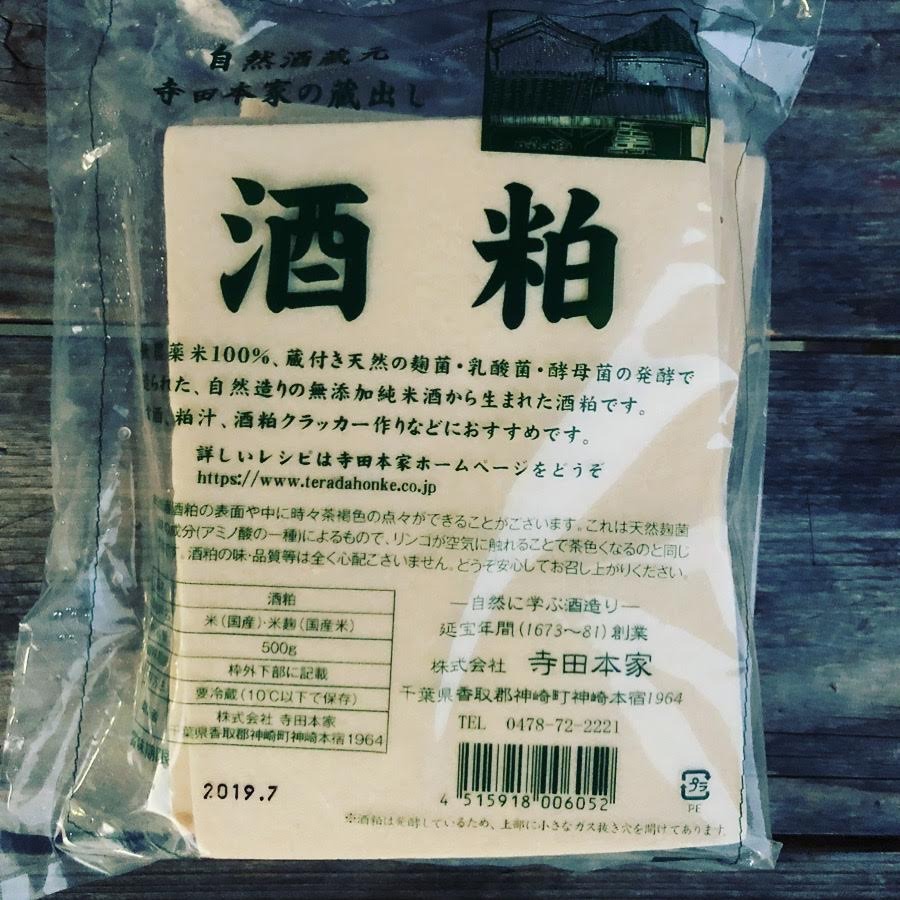 自然酒蔵元
寺田本家の蔵出し
酒粕
薬米100%、蔵付き天然の麹菌・乳酸菌・酵母菌の発酵で
られた、自然造りの無添加純米酒から生まれた酒粕です。
酒、粕汁、酒粕クラッカー作りなどにおすすめです。
詳しいレシピは寺田本家ホームページをどうぞ
https://www.teradahonke.co.jp
酒粕の表面や中に時々茶褐色の点々ができることがございます。これは天然麹菌
成分(アミノ酸の一種)によるもので、リンゴが空気に触れることで茶色くなるのと同じ
す。酒粕の味・品質等は全く心配ございません。どうぞ安心してお召し上がりください。
酒粕
米(国産)・米麹(国産米)
500g
枠外下部に記載
要冷蔵(10℃以下で保存)
株式会社 寺田本家
千葉県香取郡神崎町神崎本宿1964
―自然に学ぶ酒造り―
延宝年間(1673～81)創業
株式会社 寺田本家
千葉県香取郡神崎町神崎本宿1964
TEL 0478-72-2221
2019.7
4 515918 006052
プラ
PE
※酒粕は発酵しているため、上部に小さなガス抜き穴を開けてあります